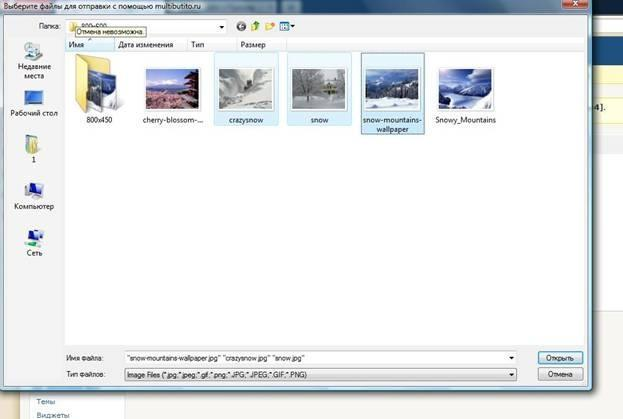 Выберите файлы для отправки с помощью multibutito.ru
Папка: 800x600
Отмена невозможна.
Имя Дата изменения Тип Размер
Недавние места
Рабочий стол
1
Компьютер
Сеть
800x450
cherry-blossom-...
crazysnow
snow
snow-mountains-
wallpaper
Snowy_Mountains
4].
Имя файла: "snow-mountains-wallpaper.jpg" "crazysnow.jpg" "snow.jpg"
Открыть
Тип файлов: Image Files (*.jpg;*.jpeg;*.gif;*.png;*.JPG;*.JPEG;*.GIF;*.PNG)
Отмена
Темы
Виджеты